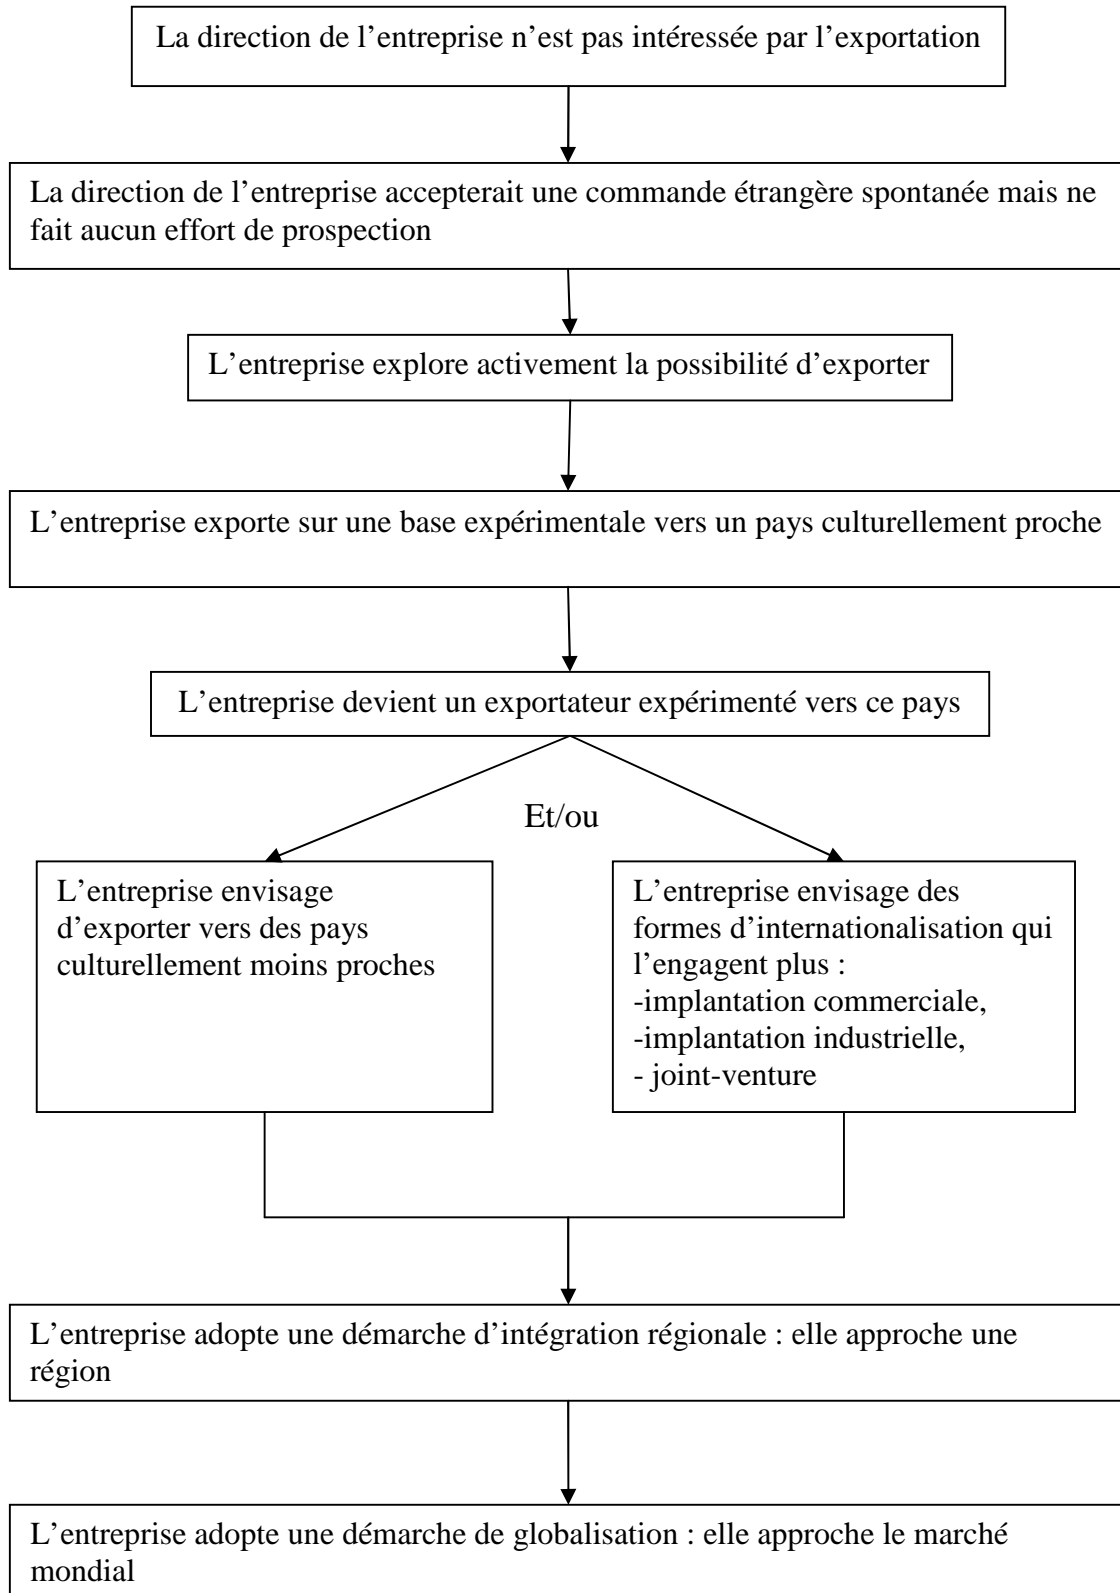 La direction de l’entreprise n’est pas intéressée par l’exportation
La direction de l’entreprise accepterait une commande étrangère spontanée mais ne
fait aucun effort de prospection
L’entreprise explore activement la possibilité d’exporter
L’entreprise exporte sur une base expérimentale vers un pays culturellement proche
L’entreprise devient un exportateur expérimenté vers ce pays
Et/ou
L’entreprise envisage
d’exporter vers des pays
culturellement moins proches
L’entreprise envisage des
formes d’internationalisation qui
l’engagent plus :
-implantation commerciale,
-implantation industrielle,
- joint-venture
L’entreprise adopte une démarche d’intégration régionale : elle approche une
région
L’entreprise adopte une démarche de globalisation : elle approche le marché
mondial